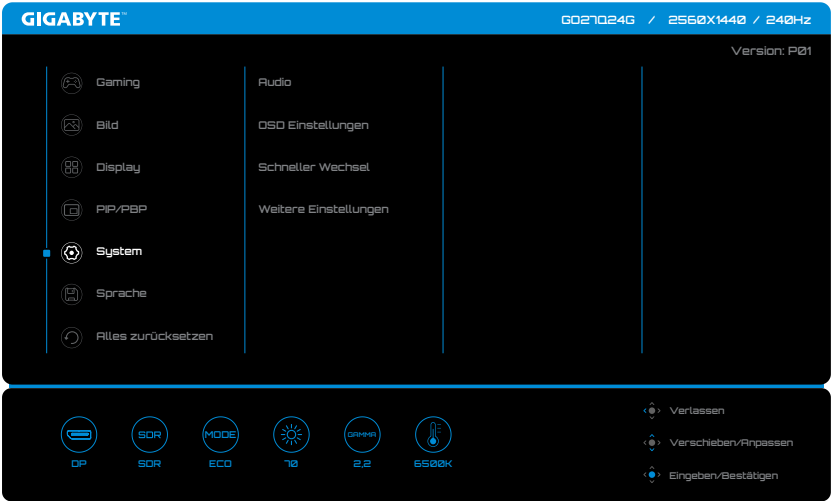 GIGABYTE™
GO27Q24G / 2560X1440 / 240Hz
Version: P01
Gaming
Bild
Display
PIP/PBP
System
Sprache
Alles zurücksetzen
Audio
OSD Einstellungen
Schneller Wechsel
Weitere Einstellungen
SDR
MODE
GAMMA
DP
SDR
ECO
70
2.2
6500K
Verlassen
Verschieben/Anpassen
Eingeben/Bestätigen